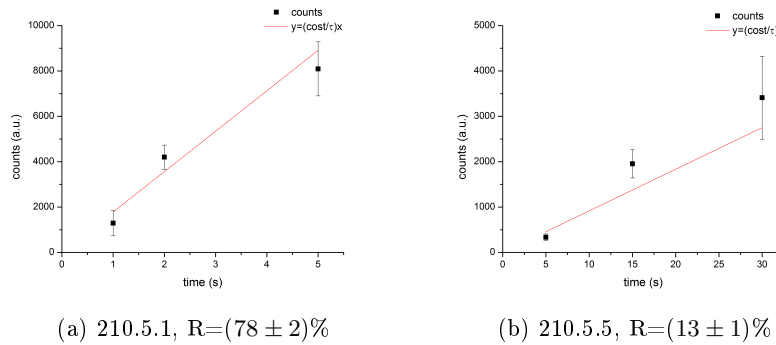 10000
8000
6000
4000
2000
0
counts (a.u.)
0 1 2 3 4 5
time (s)
counts
y=(cost/τ)x
(a) 210.5.1, R=(78 ± 2)%
5000
4000
3000
2000
1000
0
counts (a.u.)
0 5 10 15 20 25 30
time (s)
counts
y=(cost/τ)
(b) 210.5.5, R=(13 ± 1)%